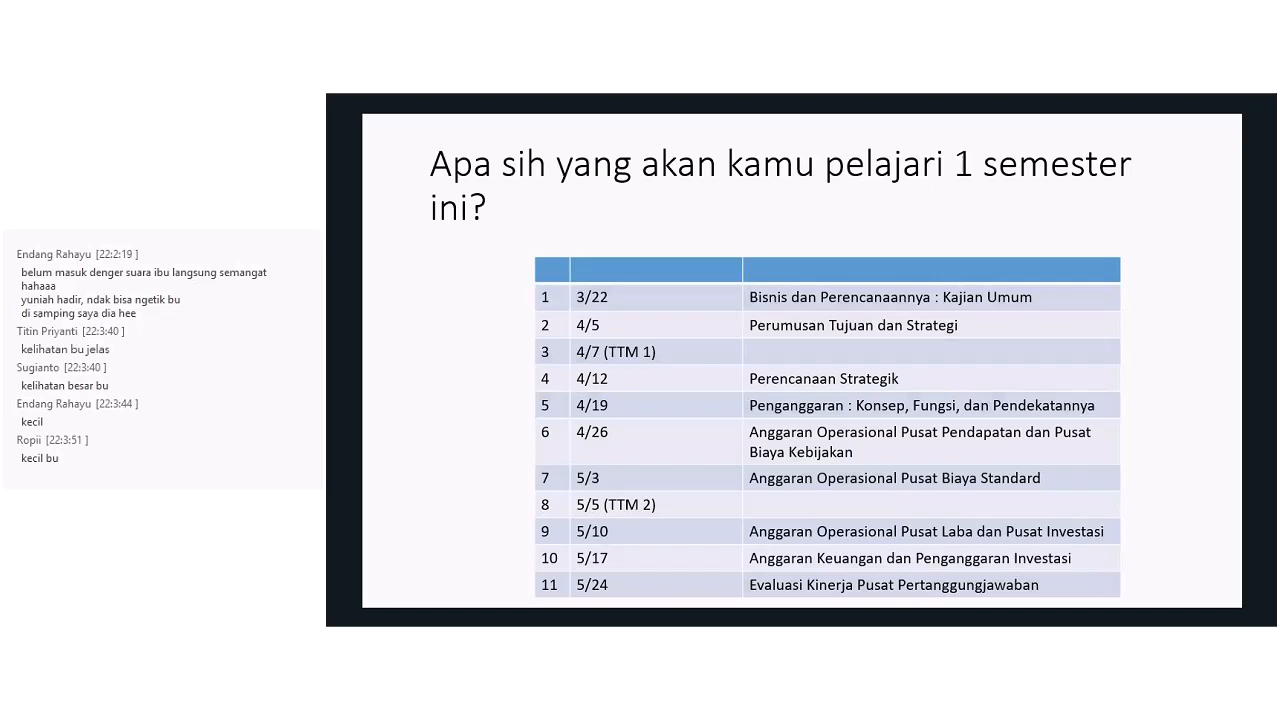 Endang Rahayu [22:2:19 ]
belum masuk denger suara ibu langsung semangat
hahaaa
yuniah hadir, ndak bisa ngetik bu
di samping saya dia hee
Titin Priyanti [22:3:40 ]
kelihatan bu jelas
Sugianto [22:3:40 ]
kelihatan besar bu
Endang Rahayu [22:3:44 ]
kecil
Ropii [22:3:51 ]
kecil bu
Apa sih yang akan kamu pelajari 1 semester
ini?
1 3/22 Bisnis dan Perencanaannya : Kajian Umum
2 4/5 Perumusan Tujuan dan Strategi
3 4/7 (TTM 1)
4 4/12 Perencanaan Strategik
5 4/19 Penganggaran : Konsep, Fungsi, dan Pendekatannya
6 4/26 Anggaran Operasional Pusat Pendapatan dan Pusat
Biaya Kebijakan
7 5/3 Anggaran Operasional Pusat Biaya Standard
8 5/5 (TTM 2)
9 5/10 Anggaran Operasional Pusat Laba dan Pusat Investasi
10 5/17 Anggaran Keuangan dan Penganggaran Investasi
11 5/24 Evaluasi Kinerja Pusat Pertanggungjawaban